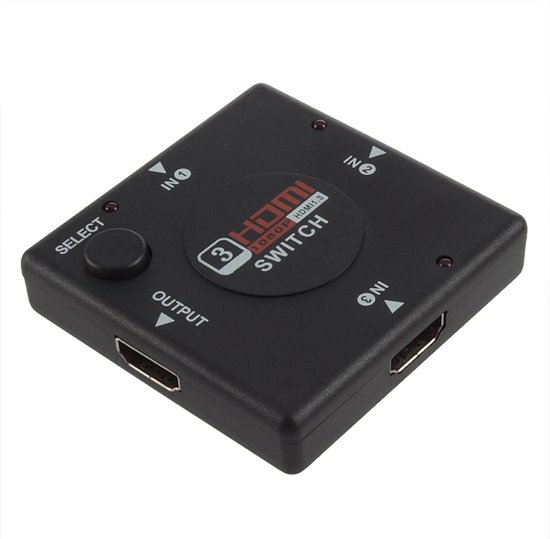 IN 1
IN 2
SELECT
3 HDMI
1080P HDMI1.3
SWITCH
OUTPUT
IN 3